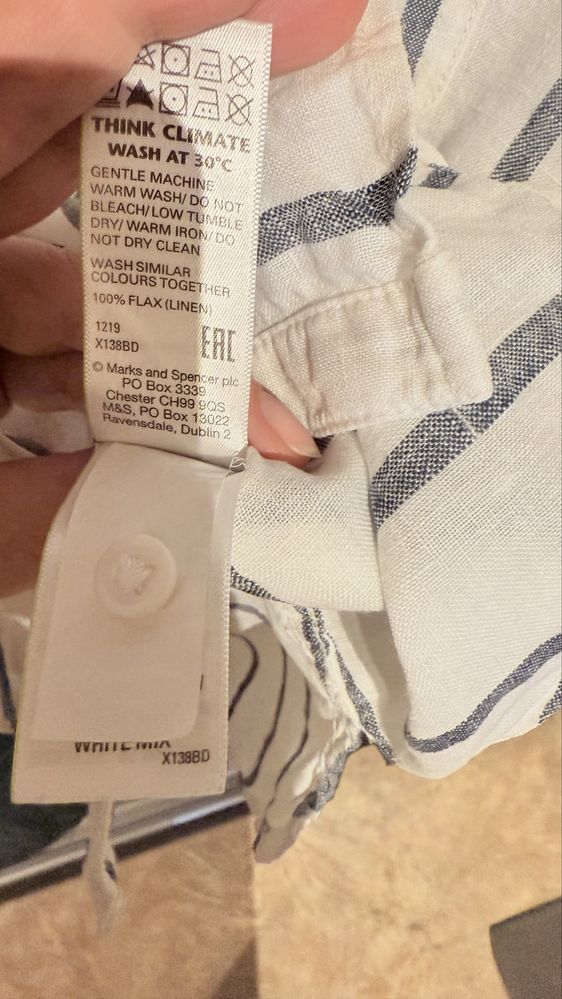 THINK CLIMATE
WASH AT 30°C
GENTLE MACHINE
WARM WASH/ DO NOT
BLEACH/ LOW TUMBLE
DRY/ WARM IRON/ DO
NOT DRY CLEAN
WASH SIMILAR
COLOURS TOGETHER
100% FLAX (LINEN)
1219
X138BD
EAC
© Marks and Spencer plc
PO Box 3339
Chester CH99 9QS
M&S, PO Box 13022
Ravensdale, Dublin 2
WHITE MIX
X138BD